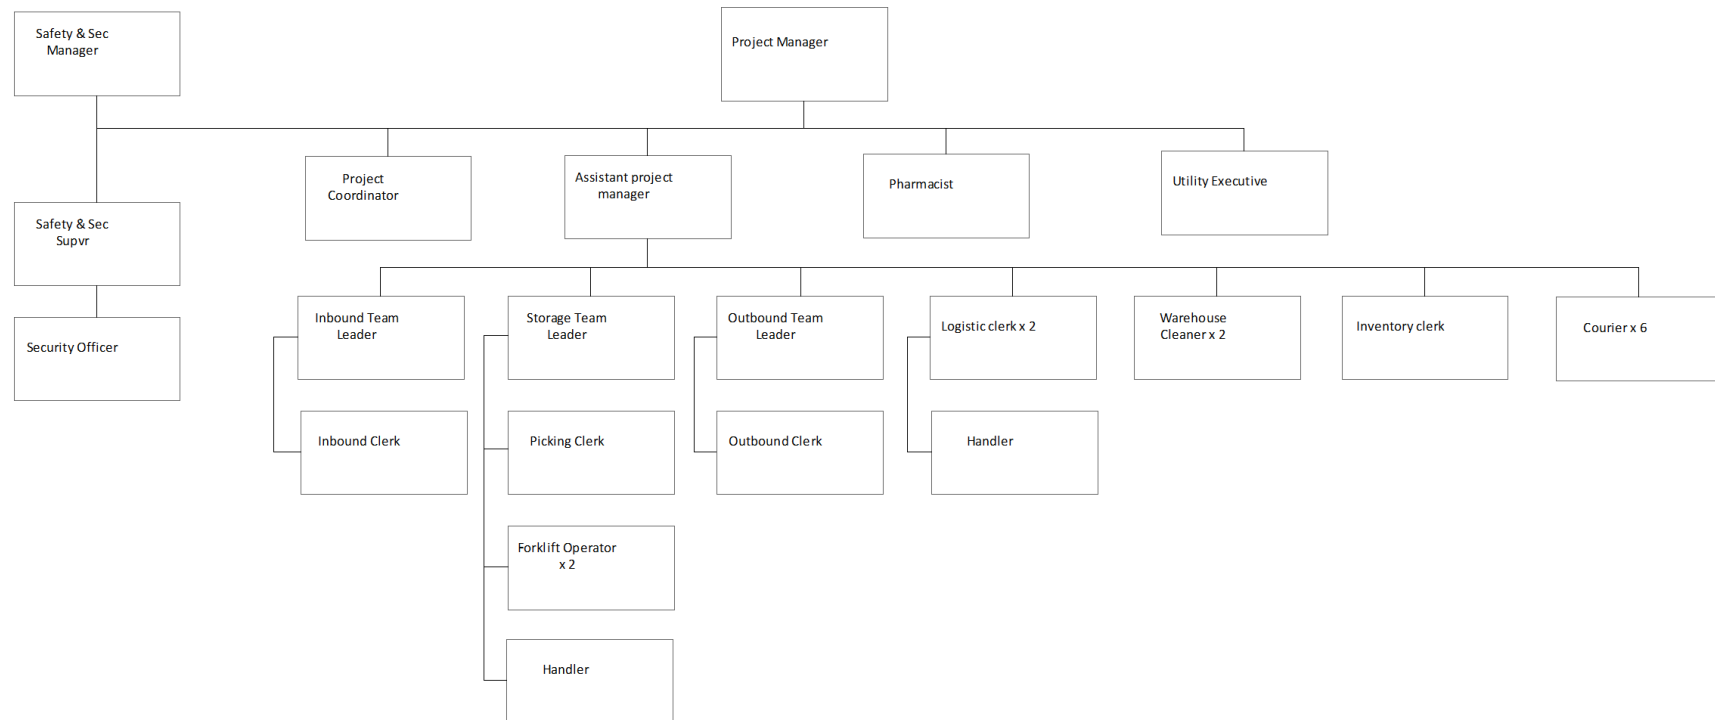 Safety & Sec
Manager
Project Manager
Project
Coordinator
Assistant project
manager
Pharmacist
Utility Executive
Safety & Sec
Supvr
Security Officer
Inbound Team
Leader
Storage Team
Leader
Outbound Team
Leader
Logistic clerk x 2
Warehouse
Cleaner x 2
Inventory clerk
Courier x 6
Inbound Clerk
Picking Clerk
Outbound Clerk
Handler
Forklift Operator
x 2
Handler